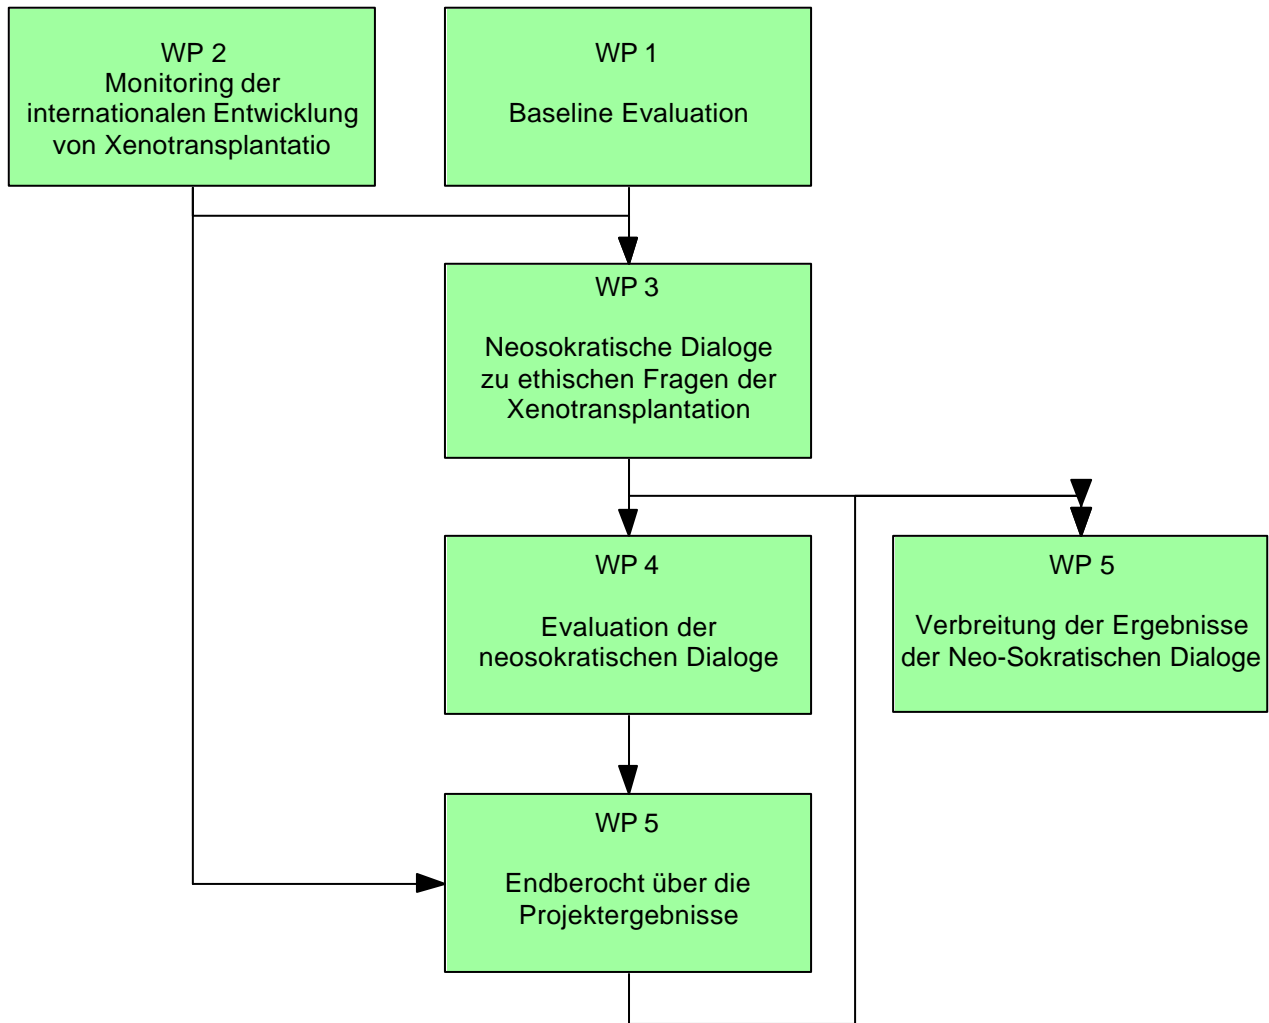 WP 2
Monitoring der
internationalen Entwicklung
von Xenotransplantatio
WP 1
Baseline Evaluation
WP 3
Neosokratische Dialoge
zu ethischen Fragen der
Xenotransplantation
WP 4
Evaluation der
neosokratischen Dialoge
WP 5
Verbreitung der Ergebnisse
der Neo-Sokratischen Dialoge
WP 5
Endberocht über die
Projektergebnisse